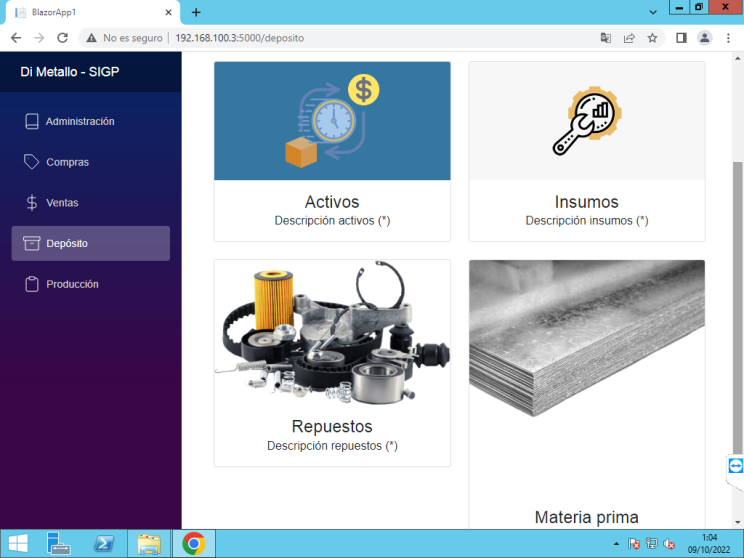 BlazorApp1
No es seguro | 192.168.100.3:5000/deposito
Di Metallo - SIGP
Administración
Compras
Ventas
Depósito
Producción
Activos
Descripción activos (*)
Insumos
Descripción insumos (*)
Repuestos
Descripción repuestos (*)
Materia prima
1:04
09/10/2022